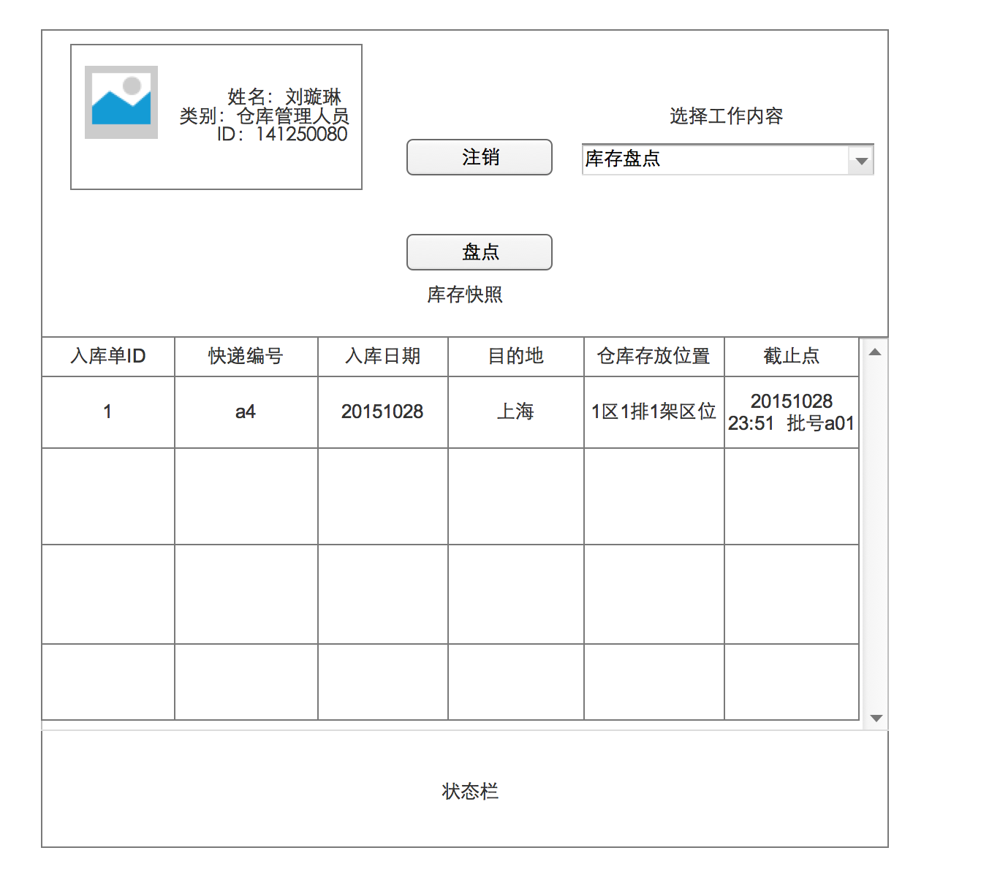 姓名：刘璇琳
类别：仓库管理人员
ID：141250080
选择工作内容
注销
库存盘点
盘点
库存快照
入库单ID 快递编号 入库日期 目的地 仓库存放位置 截止点
1 a4 20151028 上海 1区1排1架区位 20151028
23:51 批号a01
状态栏